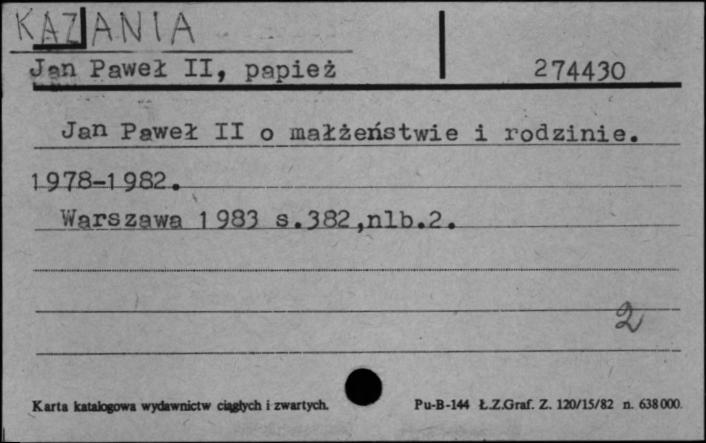 KAZANIA
Jan Paweł II, papież 274430
Jan Paweł II o małżeństwie i rodzinie.
1978-1982.
Warszawa 1983 s.382,nlb.2.
2
Karta katalogowa wydawnictw ciągłych i zwartych. Pu-B-144 Ł.Z.Graf. Z. 120/15/82 n. 638000.